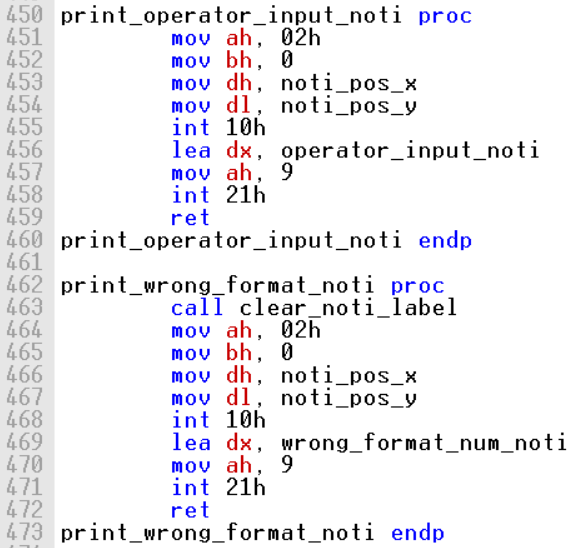 450 print_operator_input_noti proc
451 mov ah, 02h
452 mov bh, 0
453 mov dh, noti_pos_x
454 mov dl, noti_pos_y
455 int 10h
456 lea dx, operator_input_noti
457 mov ah, 9
458 int 21h
459 ret
460 print_operator_input_noti endp
461
462 print_wrong_format_noti proc
463 call clear_noti_label
464 mov ah, 02h
465 mov bh, 0
466 mov dh, noti_pos_x
467 mov dl, noti_pos_y
468 int 10h
469 lea dx, wrong_format_num_noti
470 mov ah, 9
471 int 21h
472 ret
473 print_wrong_format_noti endp